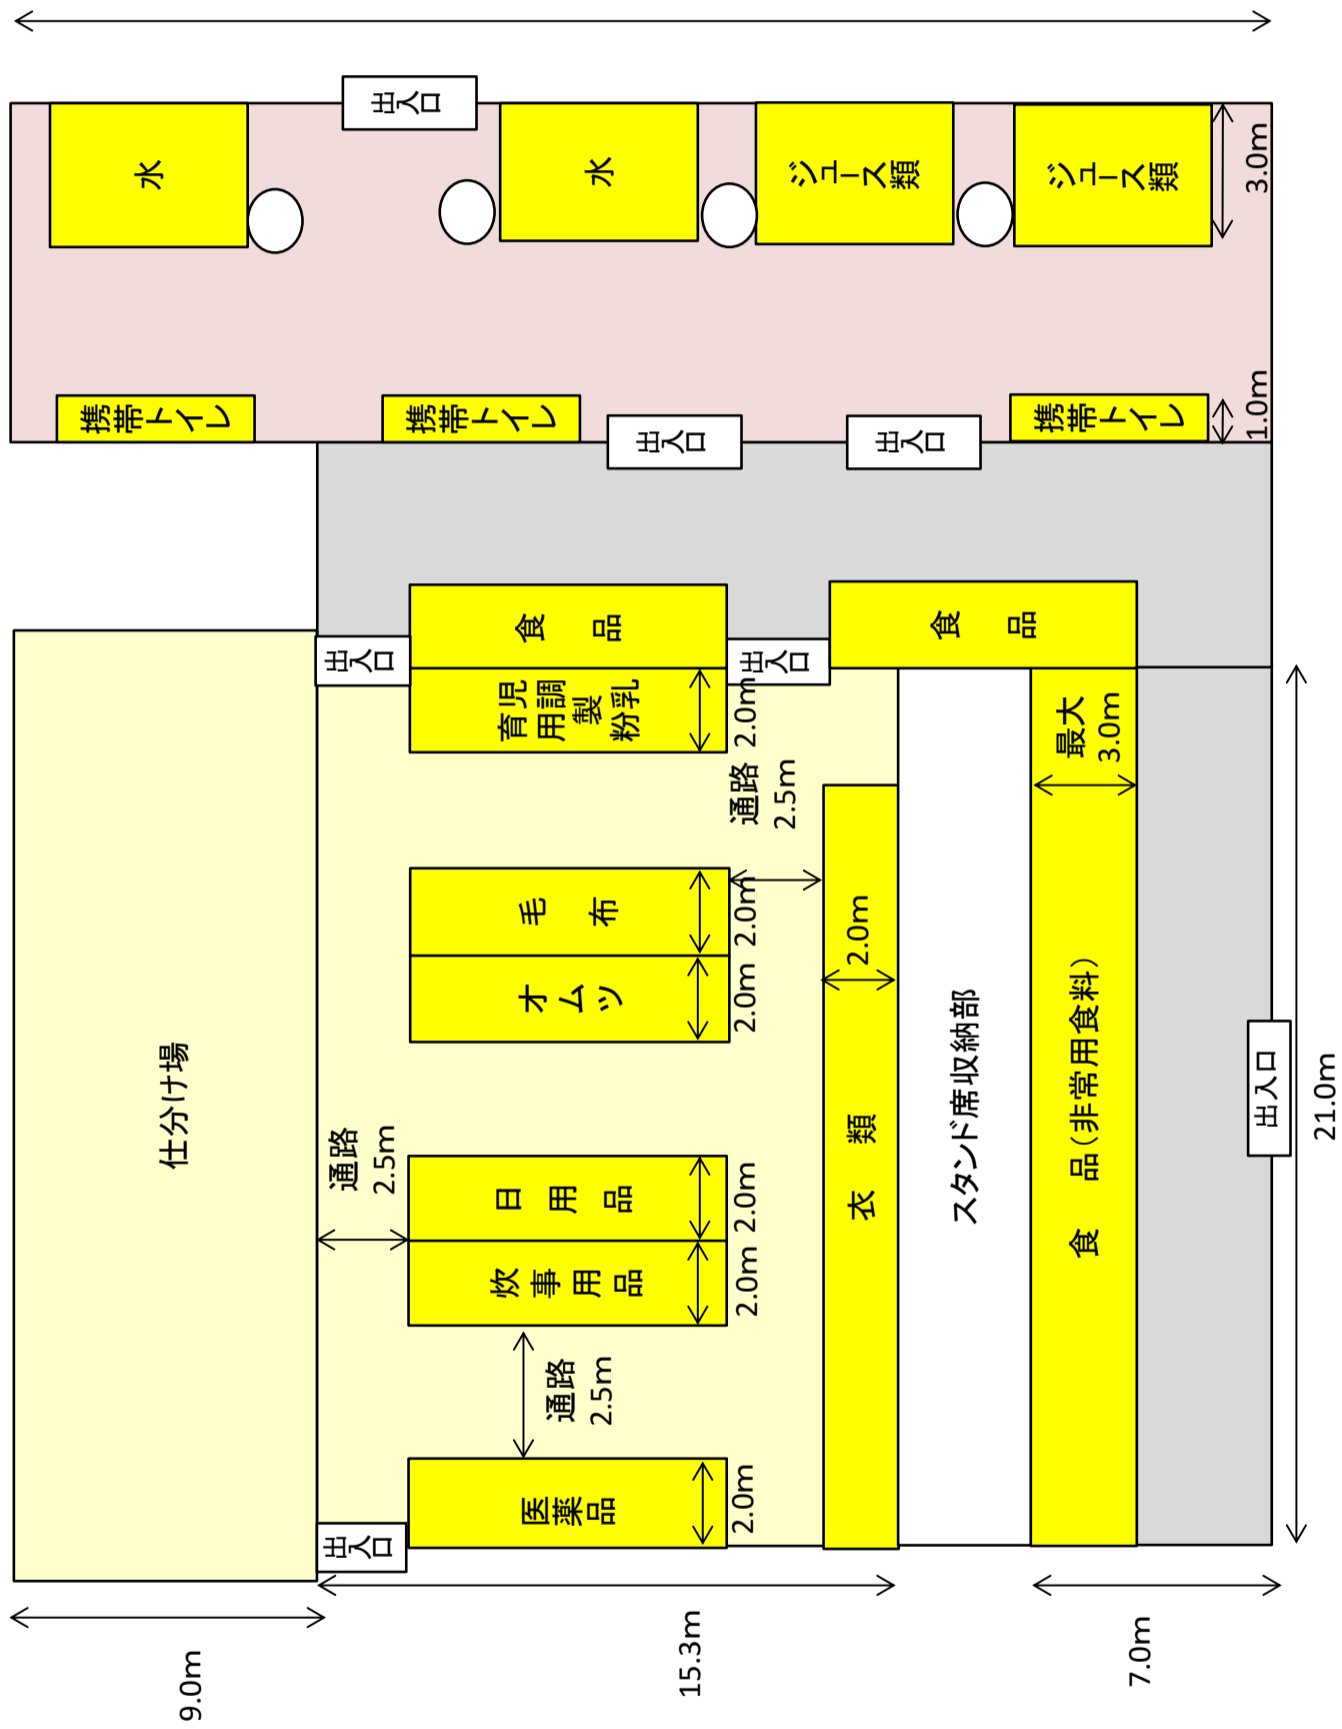 出入口
水
水
ジュース類
ジュース類
3.0m
携帯トイレ
携帯トイレ
携帯トイレ
1.0m
出入口
出入口
仕分け場
出入口
食　品
出入口
食　品
育児
用調
製
粉乳
2.0m
通路
2.5m
最大
3.0m
毛　布
2.0m
オムツ
2.0m
2.0m
衣　類
スタンド席収納部
食　品（非常用食料）
通路
2.5m
日　用　品
2.0m
炊事用品
2.0m
通路
2.5m
医薬品
2.0m
出入口
出入口
21.0m
9.0m
15.3m
7.0m